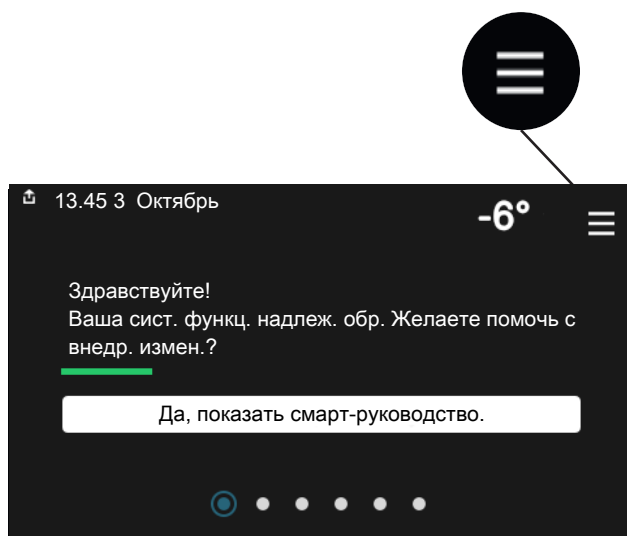 13.45 3 Октябрь
-6°
Здравствуйте!
Ваша сист. функц. надлеж. обр. Желаете помочь с
внедр. измен.?
Да, показать смарт-руководство.